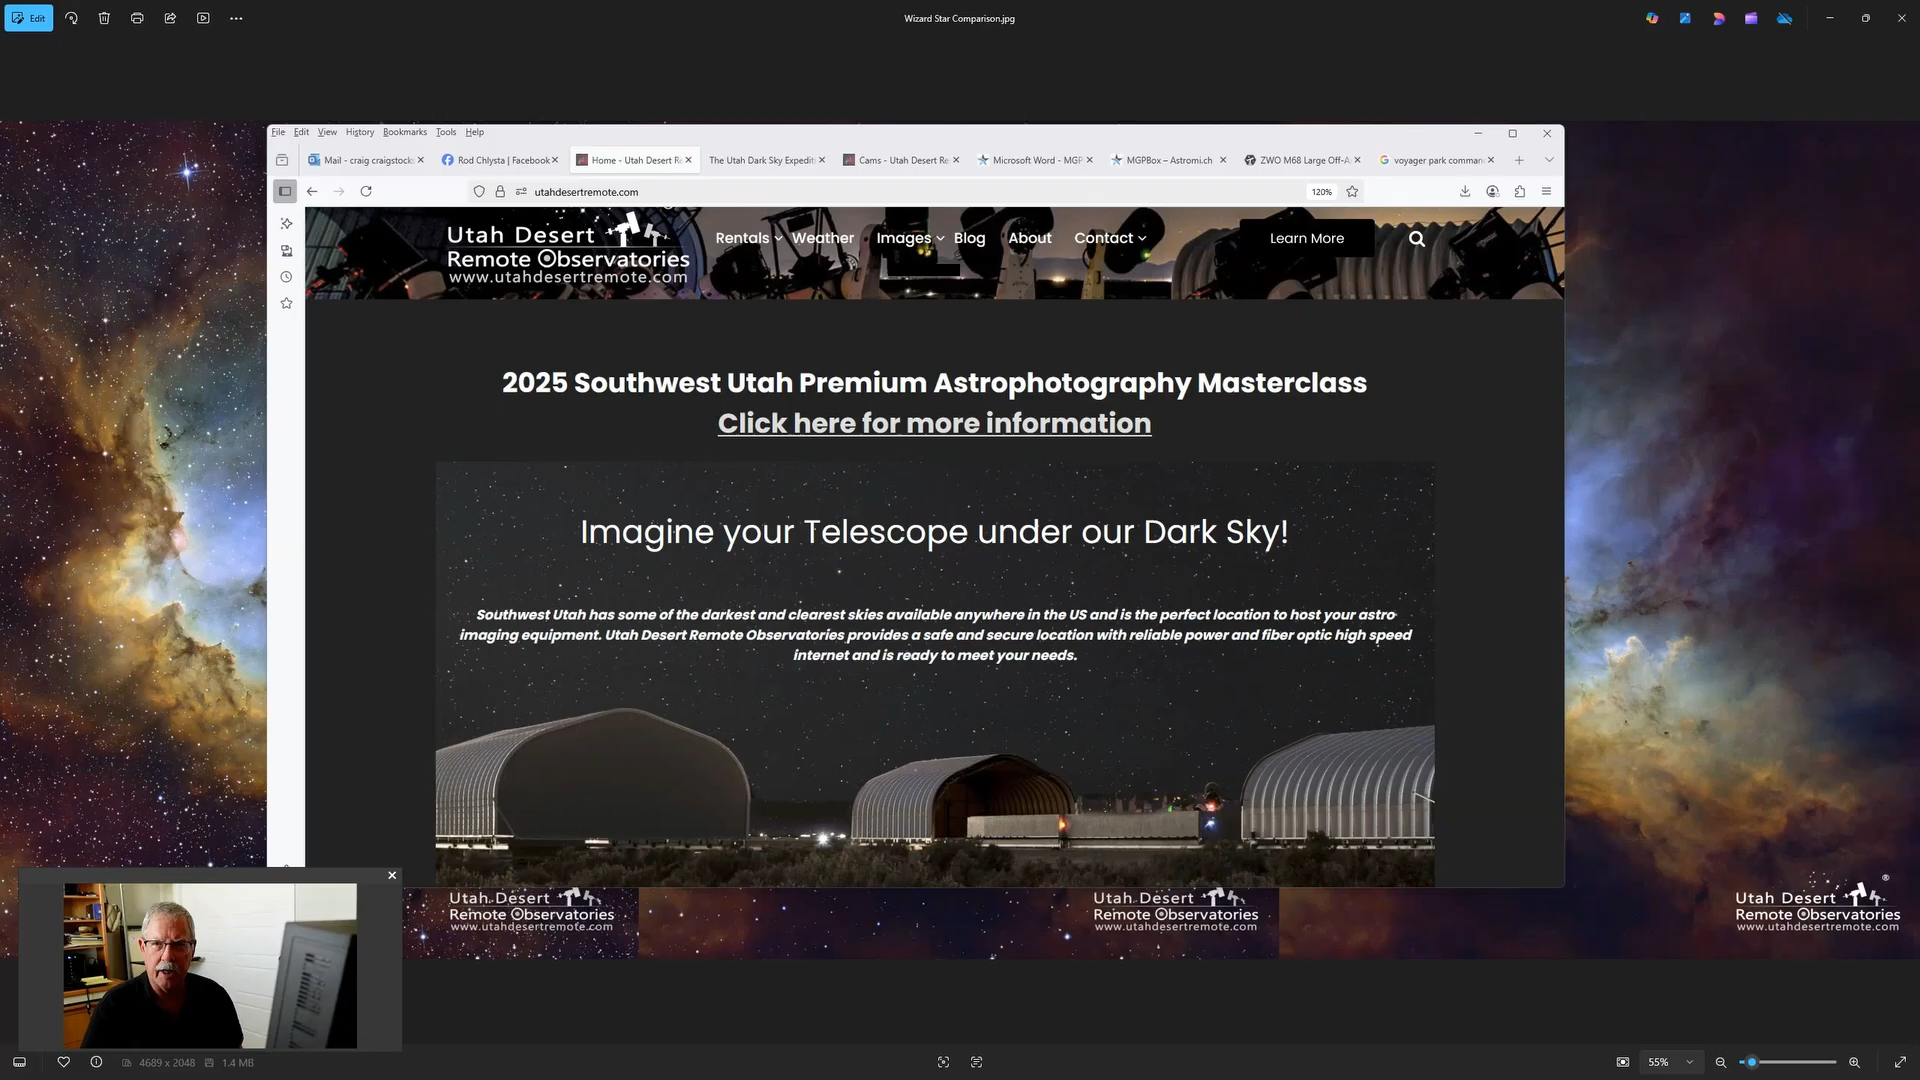 Edit
Wizard Star Comparison.jpg
File Edit View History Bookmarks Tools Help
Mail - craig craigstocks
Rod Chlysta | Facebook
Home - Utah Desert Re
The Utah Dark Sky Expediti
Cams - Utah Desert Re
Microsoft Word - MGP
MGPBox – Astromi.ch
ZWO M68 Large Off-A
voyager park comman
utahdesertremote.com
120%
Utah Desert
Remote Observatories
www.utahdesertremote.com
Rentals Weather Images Blog About Contact
Learn More
2025 Southwest Utah Premium Astrophotography Masterclass
Click here for more information
Imagine your Telescope under our Dark Sky!
Southwest Utah has some of the darkest and clearest skies available anywhere in the US and is the perfect location to host your astro-
imaging equipment. Utah Desert Remote Observatories provides a safe and secure location with reliable power and fiber optic high speed
internet and is ready to meet your needs.
Utah Desert
Remote Observatories
www.utahdesertremote.com
Utah Desert
Remote Observatories
www.utahdesertremote.com
Utah Desert ®
Remote Observatories
www.utahdesertremote.com
4689 x 2048 1.4 MB
55%